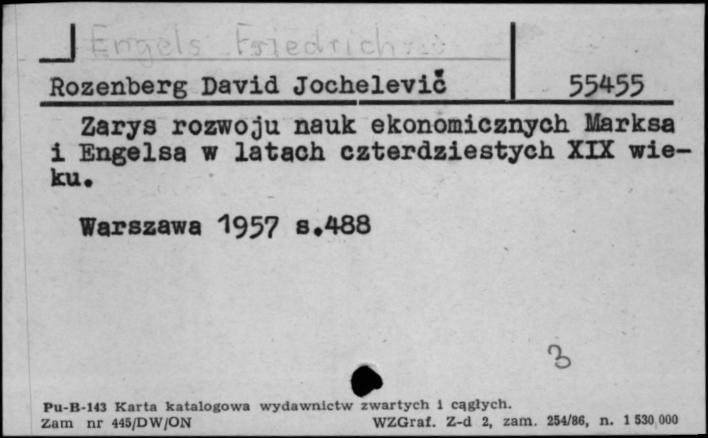 Engels Friedrich
Rozenberg David Jochelevič 55455
Zarys rozwoju nauk ekonomicznych Marksa
i Engelsa w latach czterdziestych XIX wie-
ku.
Warszawa 1957 s.488
3
Pu-B-143 Karta katalogowa wydawnictw zwartych i ciągłych.
Zam nr 445/DW/ON WZGraf. Z-d 2, zam. 254/86, n. 1 530 000